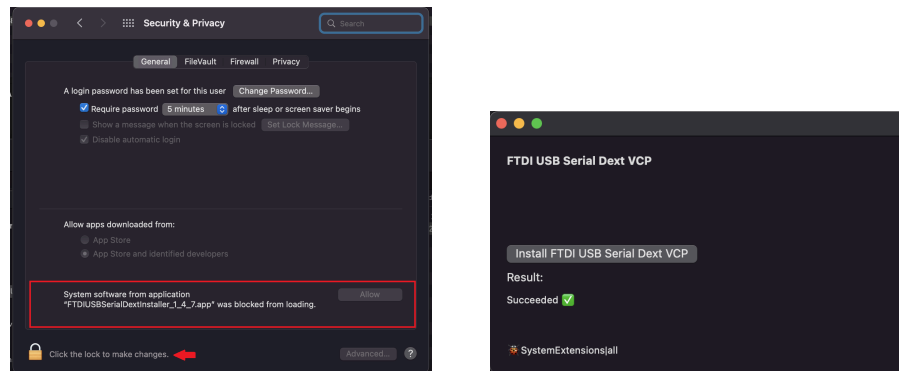 Security & Privacy
Search
General FileVault Firewall Privacy
A login password has been set for this user Change Password...
Require password 5 minutes after sleep or screen saver begins
Show a message when the screen is locked Set Lock Message...
Disable automatic login
Allow apps downloaded from:
App Store
App Store and identified developers
System software from application Allow
"FTDIUSBSerialDextInstaller_1_4_7.app" was blocked from loading.
Click the lock to make changes. Advanced... ?
FTDI USB Serial Dext VCP
Install FTDI USB Serial Dext VCP
Result:
Succeeded ✅
SystemExtensions|all